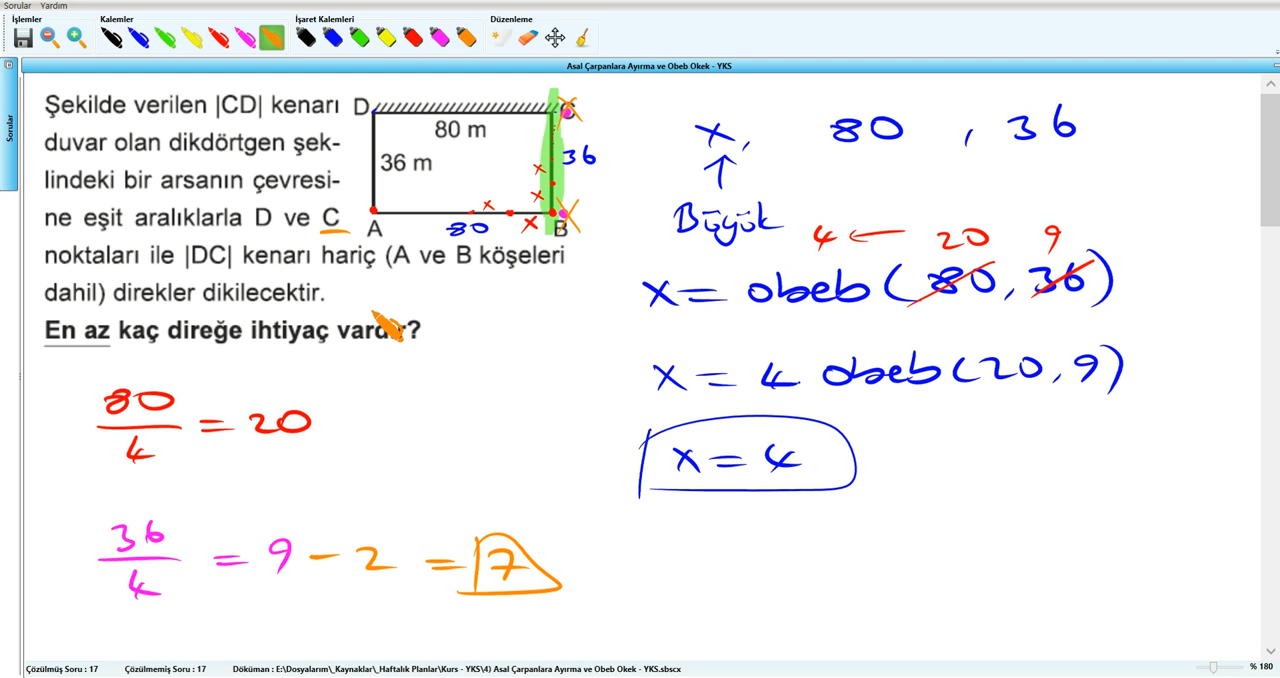 Sorular Yardım
İşlemler Kalemler İşaret Kalemleri Düzenleme
Asal Çarpanlara Ayırma ve Obeb Okek - YKS
Sorular
Şekilde verilen |CD| kenarı
duvar olan dikdörtgen şek-
lindeki bir arsanın çevresi-
ne eşit aralıklarla D ve C
noktaları ile |DC| kenarı hariç (A ve B köşeleri
dahil) direkler dikilecektir.
En az kaç direğe ihtiyaç vardır?
D C
80 m
36 m
36
x
x
x x
A 80 B
x, 80, 36
Büyük
4 ← 20 9
x = obeb(80, 36)
x = 4 obeb(20, 9)
x = 4
80/4 = 20
36/4 = 9 - 2 = 7
Çözülmüş Soru : 17 Çözülmemiş Soru : 17 Döküman : E:\Dosyalarım\_Kaynaklar\_Haftalık Planlar\Kurs - YKS\4) Asal Çarpanlara Ayırma ve Obeb Okek - YKS.sbscx % 180